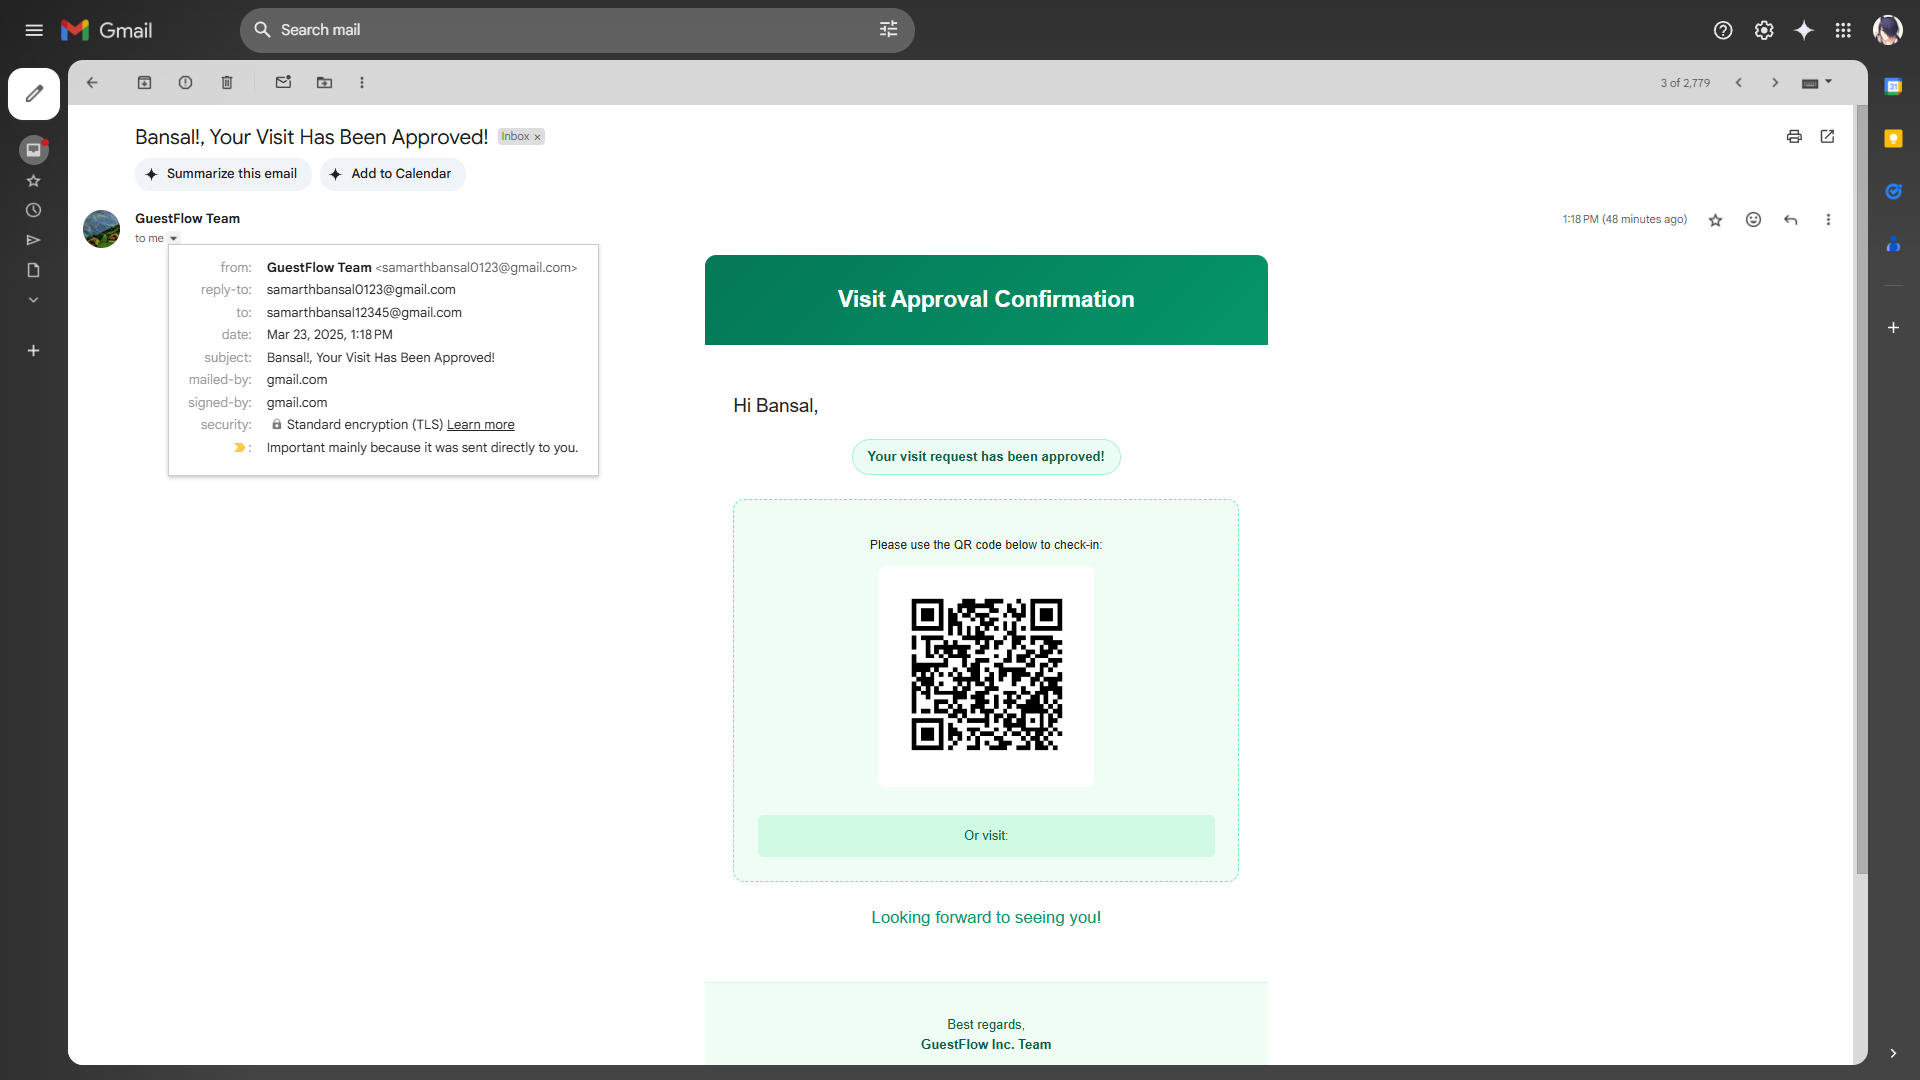 Gmail
Search mail
3 of 2,779
Bansal!, Your Visit Has Been Approved!
Inbox ×
Summarize this email
Add to Calendar
GuestFlow Team
1:18 PM (48 minutes ago)
to me
from: GuestFlow Team <samarthbansal0123@gmail.com>
reply-to: samarthbansal0123@gmail.com
to: samarthbansal12345@gmail.com
date: Mar 23, 2025, 1:18 PM
subject: Bansal!, Your Visit Has Been Approved!
mailed-by: gmail.com
signed-by: gmail.com
security: Standard encryption (TLS) Learn more
: Important mainly because it was sent directly to you.
Visit Approval Confirmation
Hi Bansal,
Your visit request has been approved!
Please use the QR code below to check-in:
Or visit:
Looking forward to seeing you!
Best regards,
GuestFlow Inc. Team
31